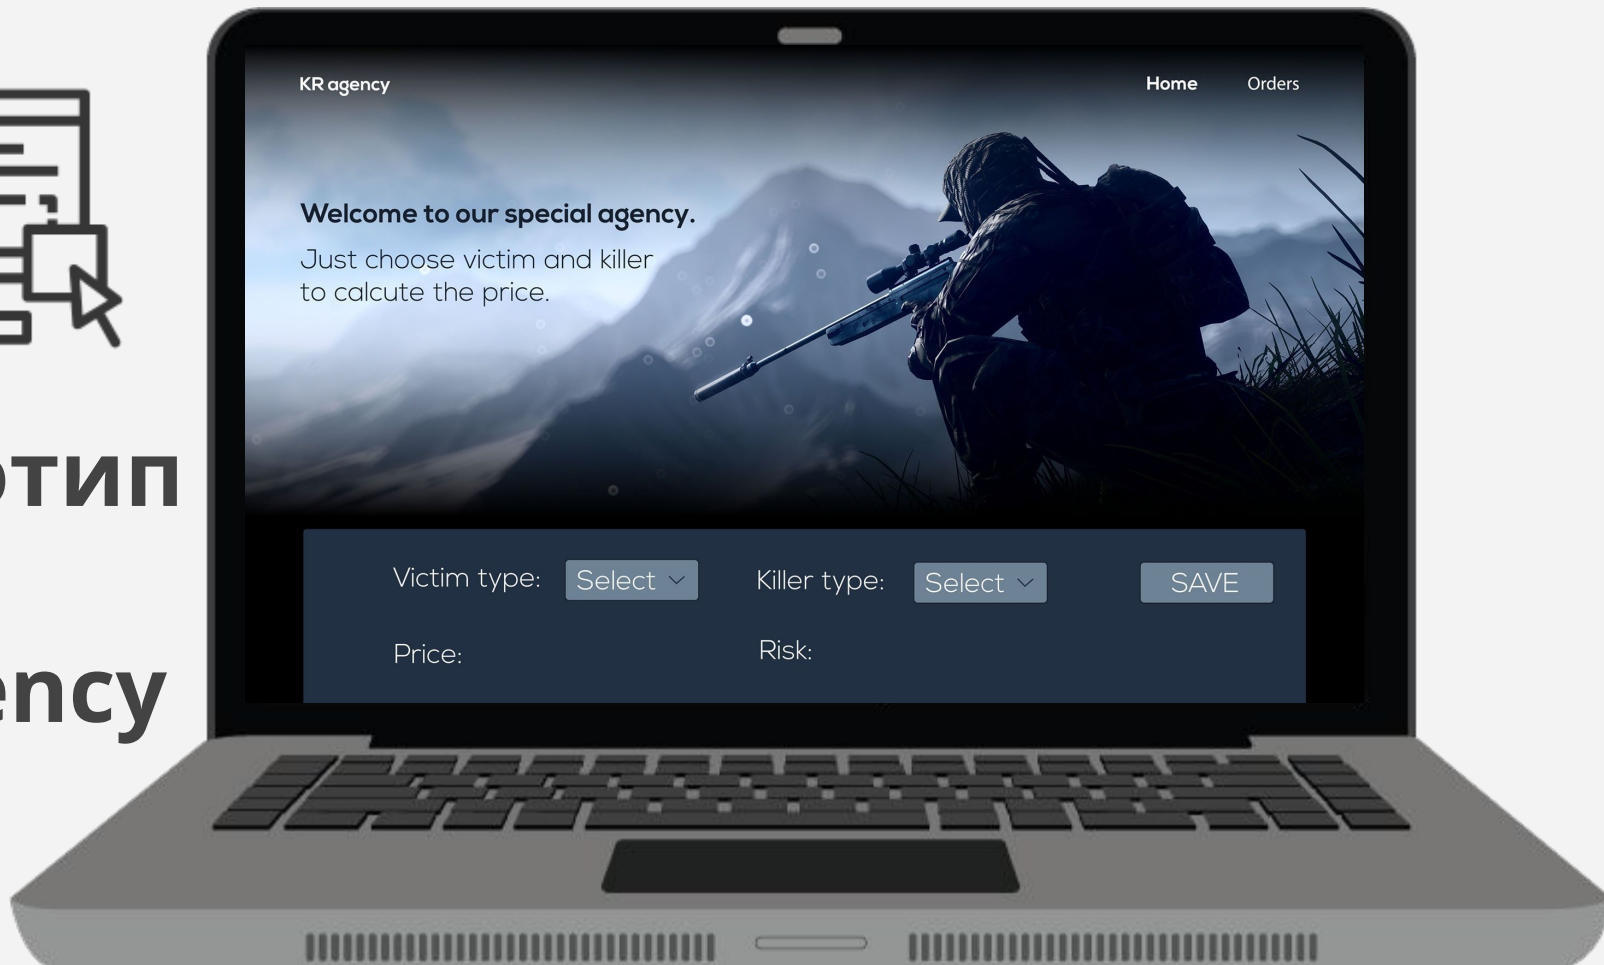 KR agency
Home
Orders
Welcome to our special agency.
Just choose victim and killer
to calcute the price.
отип
ency
Victim type:
Select
Killer type:
Select
SAVE
Price:
Risk: